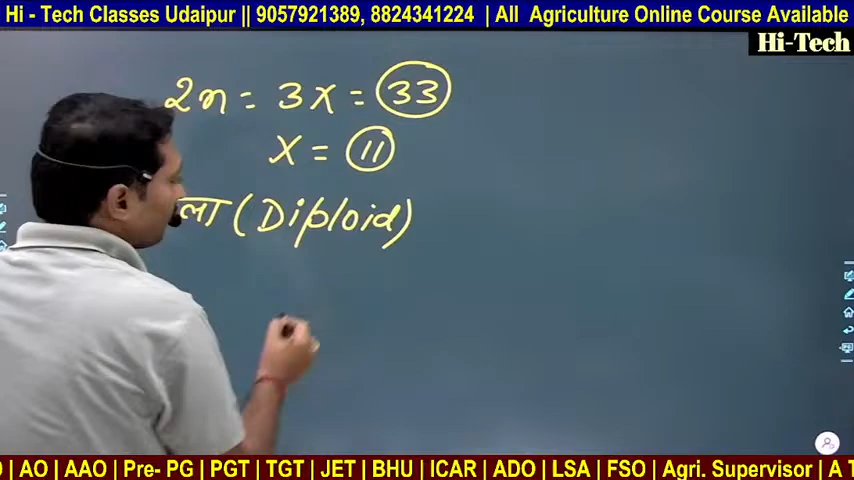 Hi - Tech Classes Udaipur || 9057921389, 8824341224 | All Agriculture Online Course Available
Hi-Tech
2n = 3x = 33
x = 11
ला (Diploid)
| AO | AAO | Pre- PG | PGT | TGT | JET | BHU | ICAR | ADO | LSA | FSO | Agri. Supervisor | A